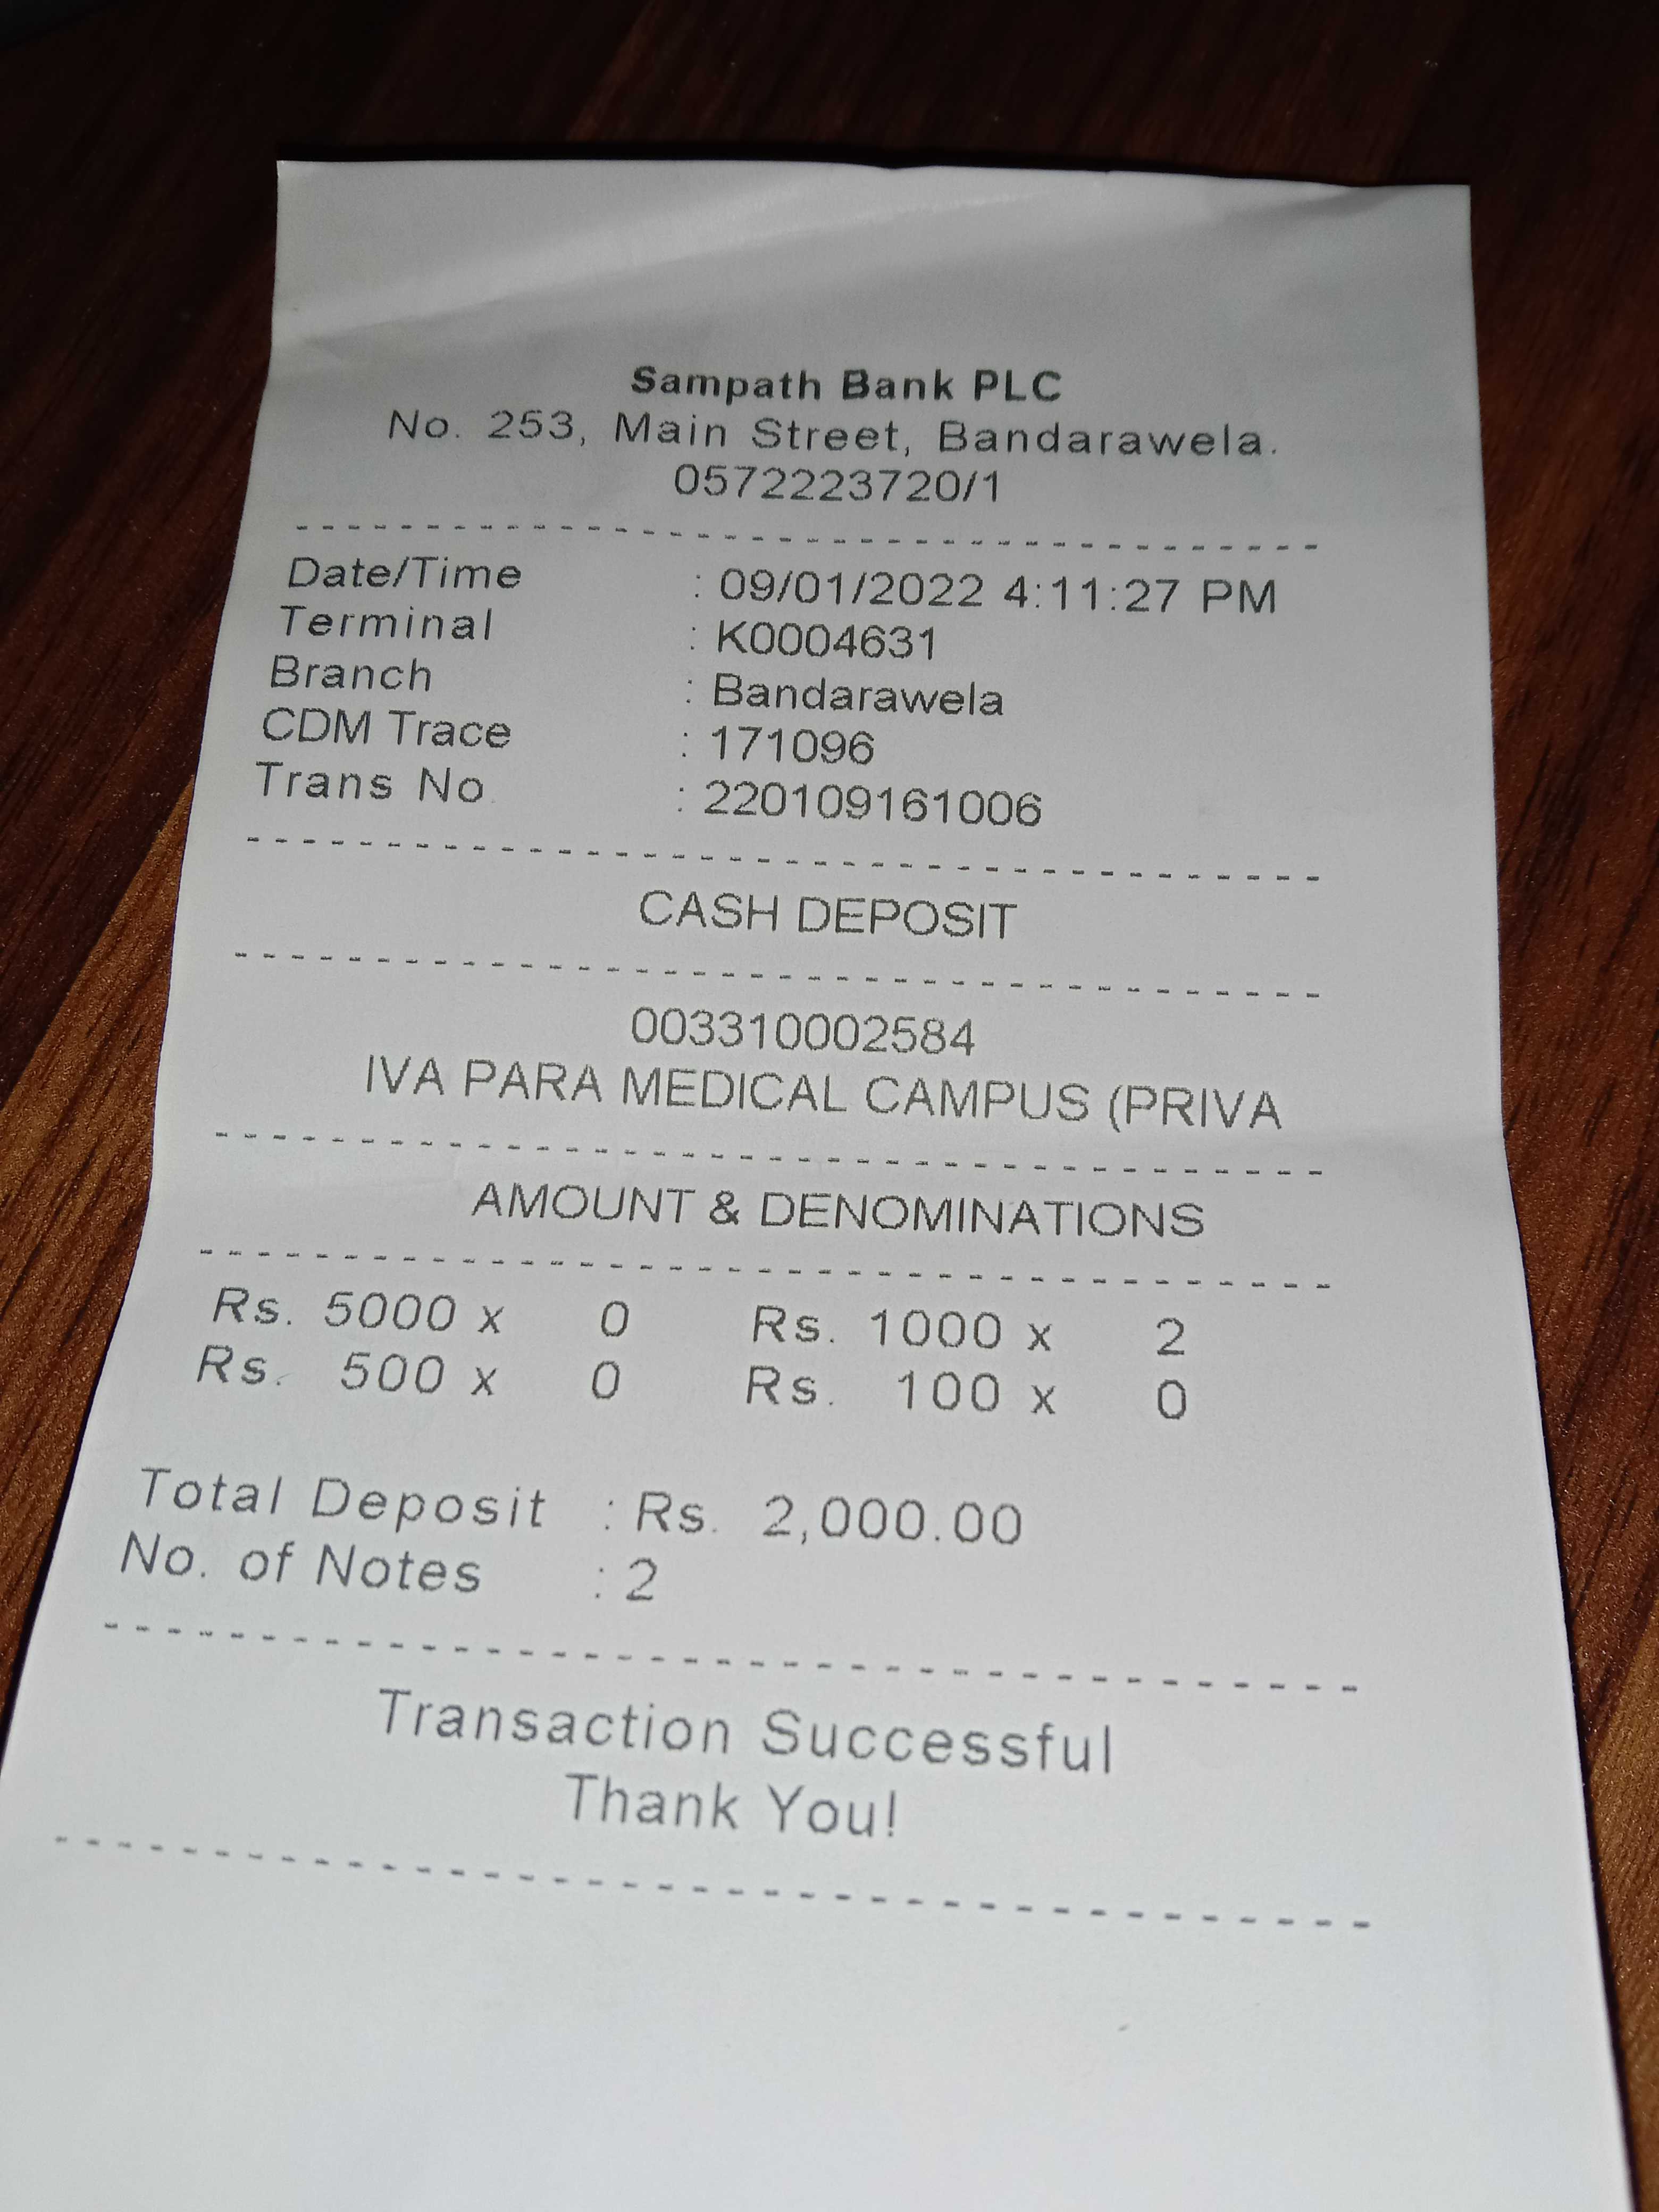 Sampath Bank PLC
No. 253, Main Street, Bandarawela.
0572223720/1
Date/Time : 09/01/2022 4:11:27 PM
Terminal : K0004631
Branch : Bandarawela
CDM Trace : 171096
Trans No : 220109161006
CASH DEPOSIT
003310002584
IVA PARA MEDICAL CAMPUS (PRIVA
AMOUNT & DENOMINATIONS
Rs. 5000 x 0 Rs. 1000 x 2
Rs. 500 x 0 Rs. 100 x 0
Total Deposit : Rs. 2,000.00
No. of Notes : 2
Transaction Successful
Thank You!